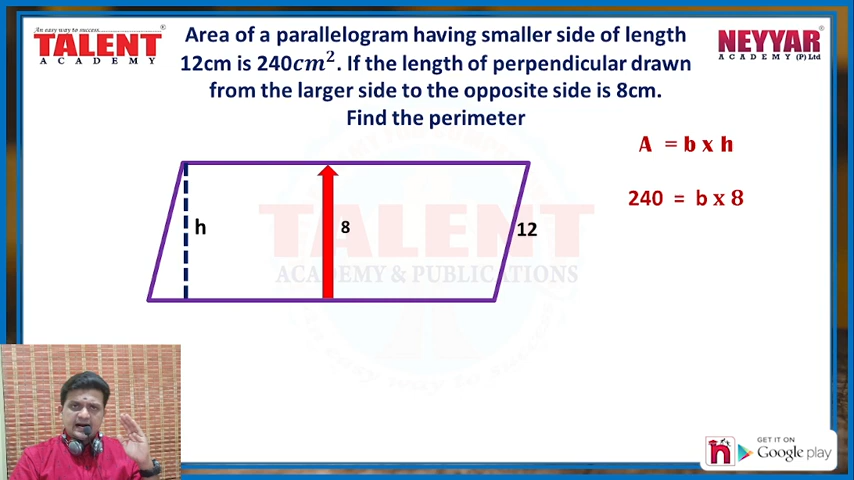 An easy way to success...............
TALENT
ACADEMY
Area of a parallelogram having smaller side of length
12cm is 240cm². If the length of perpendicular drawn
from the larger side to the opposite side is 8cm.
Find the perimeter
NEYYAR
ACADEMY (P) Ltd
A = b x h
240 = b x 8
h
8
12
TALENT
ACADEMY & PUBLICATIONS
n
GET IT ON
Google play